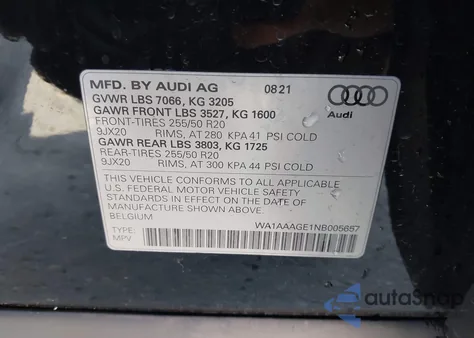 MFD. BY AUDI AG 08 21
GVWR LBS 7066, KG 3205
GAWR FRONT LBS 3527, KG 1600
FRONT-TIRES 255/50 R20
9JX20 RIMS, AT 280 KPA 41 PSI COLD
GAWR REAR LBS 3803, KG 1725
REAR-TIRES 255/50 R20
9JX20 RIMS, AT 300 KPA 44 PSI COLD
THIS VEHICLE CONFORMS TO ALL APPLICABLE
U.S. FEDERAL MOTOR VEHICLE SAFETY
STANDARDS IN EFFECT ON THE DATE OF
MANUFACTURE SHOWN ABOVE.
BELGIUM
WA1AAAGE1NB005657
TYPE:
MPV
Audi
autoSnap